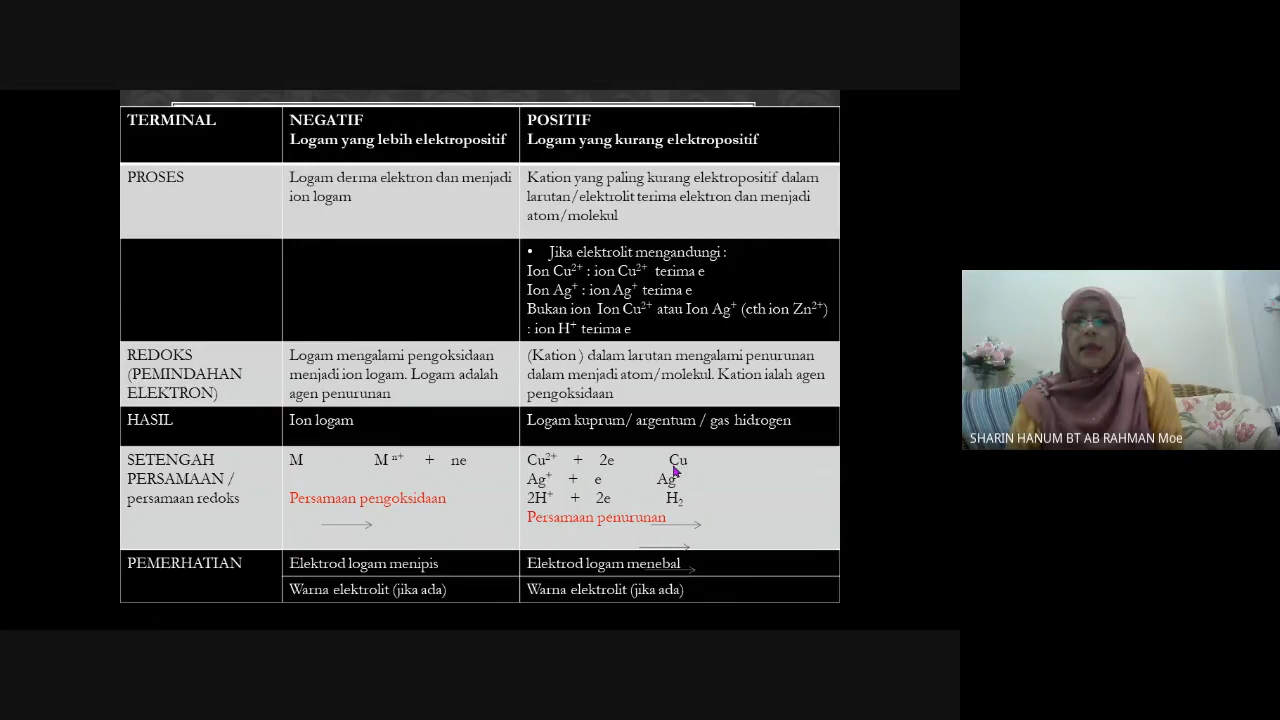 TERMINAL
NEGATIF
Logam yang lebih elektropositif
POSITIF
Logam yang kurang elektropositif
PROSES
Logam derma elektron dan menjadi
ion logam
Kation yang paling kurang elektropositif dalam
larutan/elektrolit terima elektron dan menjadi
atom/molekul
• Jika elektrolit mengandungi :
Ion Cu²⁺ : ion Cu²⁺ terima e
Ion Ag⁺ : ion Ag⁺ terima e
Bukan ion Ion Cu²⁺ atau Ion Ag⁺ (cth ion Zn²⁺)
: ion H⁺ terima e
REDOKS
(PEMINDAHAN
ELEKTRON)
Logam mengalami pengoksidaan
menjadi ion logam. Logam adalah
agen penurunan
(Kation ) dalam larutan mengalami penurunan
dalam menjadi atom/molekul. Kation ialah agen
pengoksidaan
HASIL
Ion logam
Logam kuprum/ argentum / gas hidrogen
SETENGAH
PERSAMAAN /
persamaan redoks
M M ⁿ⁺ + ne
Persamaan pengoksidaan
Cu²⁺ + 2e Cu
Ag⁺ + e Ag
2H⁺ + 2e H₂
Persamaan penurunan
PEMERHATIAN
Elektrod logam menipis
Elektrod logam menebal
Warna elektrolit (jika ada)
Warna elektrolit (jika ada)
SHARIN HANUM BT AB RAHMAN Moe